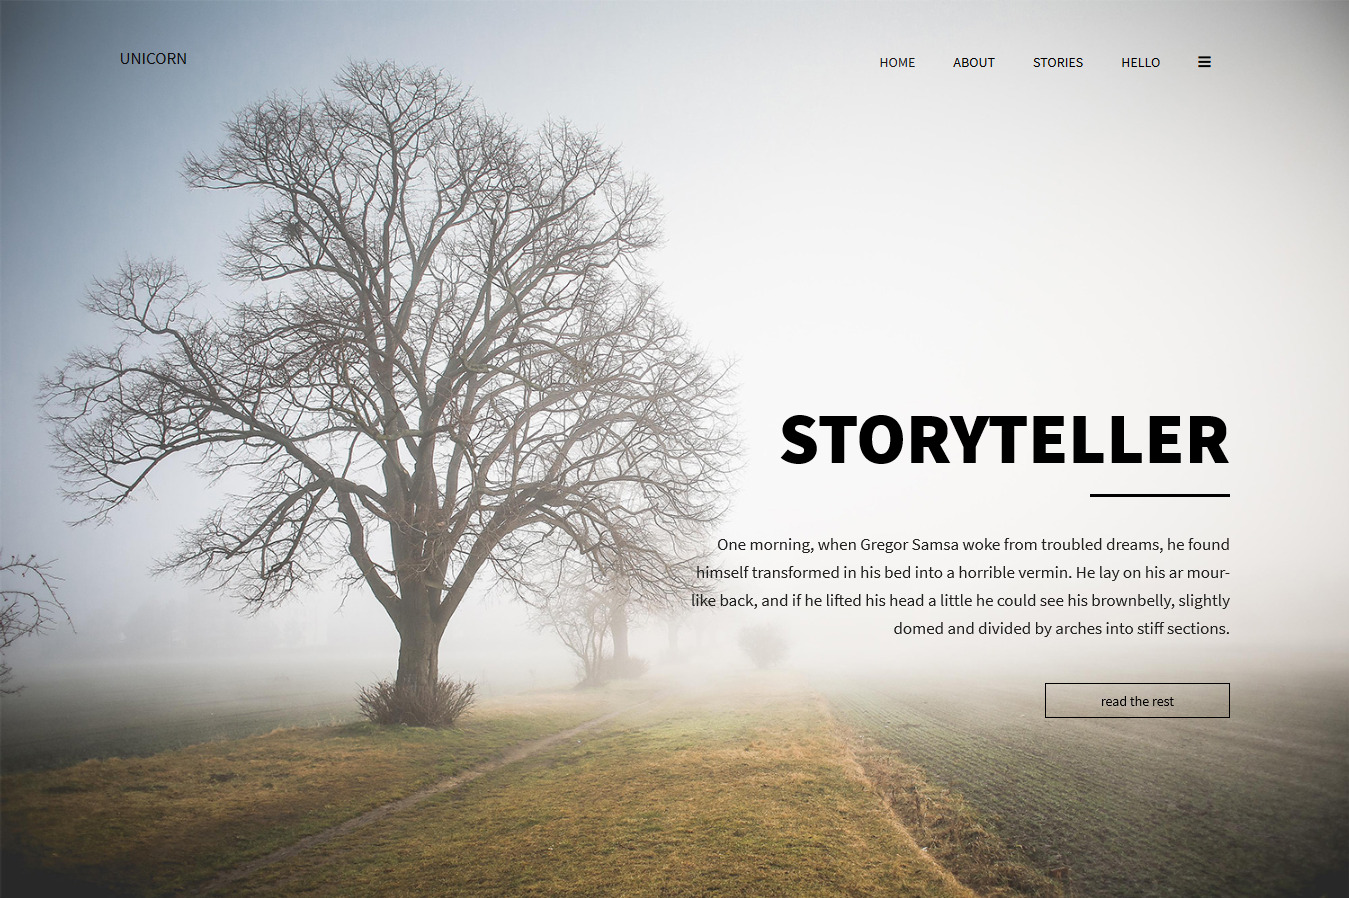 UNICORN
HOME ABOUT STORIES HELLO
STORYTELLER
One morning, when Gregor Samsa woke from troubled dreams, he found
himself transformed in his bed into a horrible vermin. He lay on his ar mour-
like back, and if he lifted his head a little he could see his brownbelly, slightly
domed and divided by arches into stiff sections.
read the rest